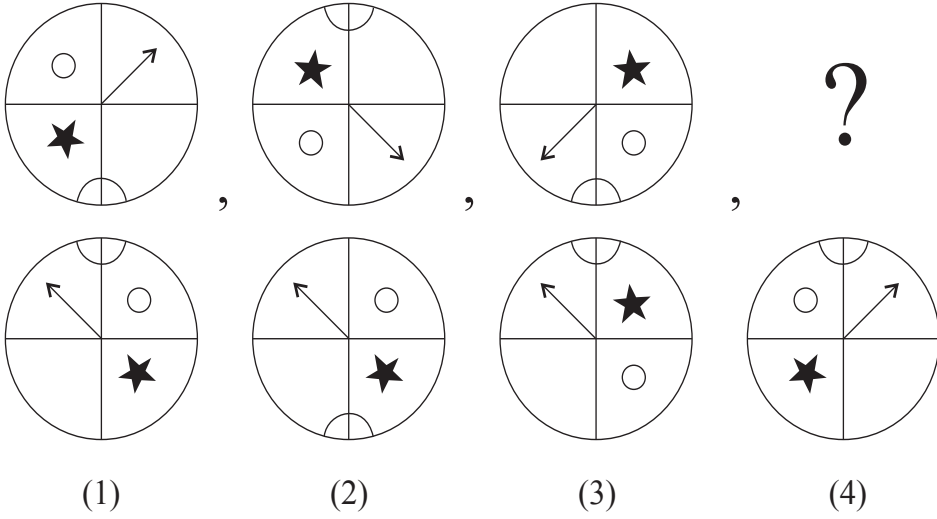 , , , ?
(1) (2) (3) (4)